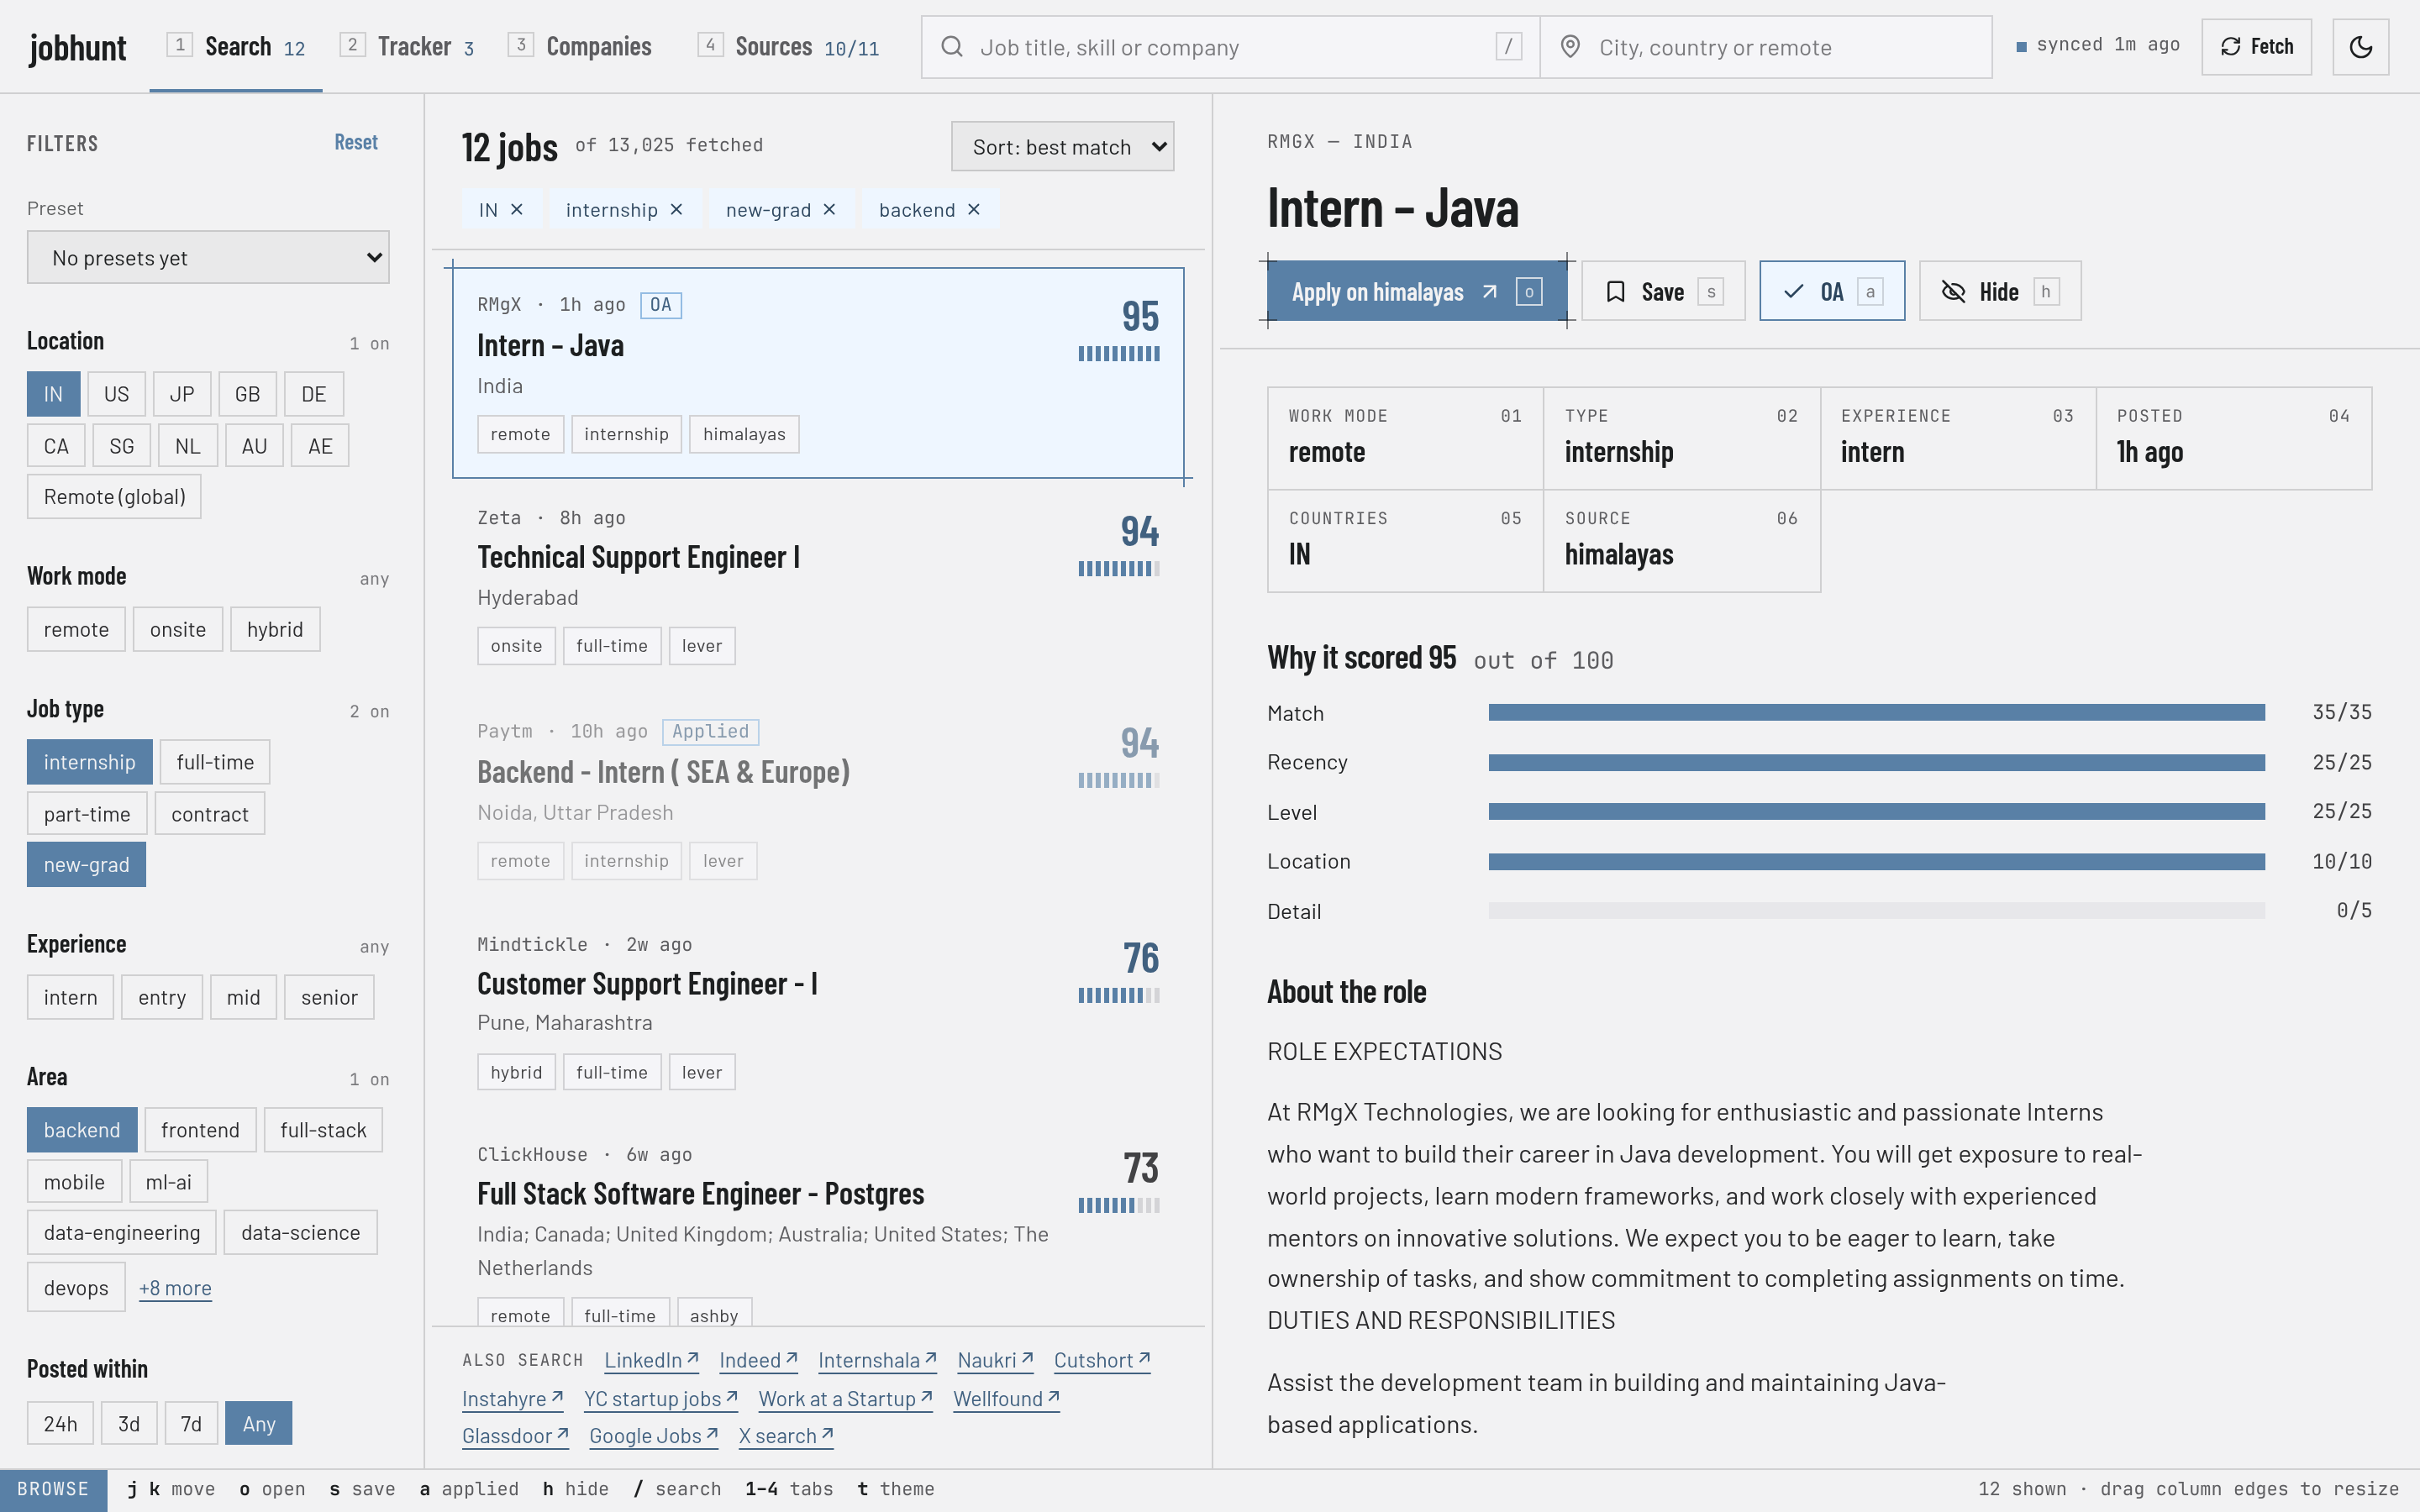 jobhunt 1 Search 12 2 Tracker 3 3 Companies 4 Sources 10/11 Job title, skill or company / City, country or remote synced 1m ago Fetch
FILTERS Reset
Preset
No presets yet
Location 1 on
IN US JP GB DE
CA SG NL AU AE
Remote (global)
Work mode any
remote onsite hybrid
Job type 2 on
internship full-time
part-time contract
new-grad
Experience any
intern entry mid senior
Area 1 on
backend frontend full-stack
mobile ml-ai
data-engineering data-science
devops +8 more
Posted within
24h 3d 7d Any
12 jobs of 13,025 fetched Sort: best match
IN × internship × new-grad × backend ×
RMgX · 1h ago OA 95
Intern – Java
India
remote internship himalayas
Zeta · 8h ago 94
Technical Support Engineer I
Hyderabad
onsite full-time lever
Paytm · 10h ago Applied 94
Backend - Intern ( SEA & Europe)
Noida, Uttar Pradesh
remote internship lever
Mindtickle · 2w ago 76
Customer Support Engineer - I
Pune, Maharashtra
hybrid full-time lever
ClickHouse · 6w ago 73
Full Stack Software Engineer - Postgres
India; Canada; United Kingdom; Australia; United States; The
Netherlands
remote full-time ashby
ALSO SEARCH LinkedIn ↗ Indeed ↗ Internshala ↗ Naukri ↗ Cutshort ↗
Instahyre ↗ YC startup jobs ↗ Work at a Startup ↗ Wellfound ↗
Glassdoor ↗ Google Jobs ↗ X search ↗
RMGX — INDIA
Intern – Java
Apply on himalayas ↗ o Save s OA a Hide h
WORK MODE 01 TYPE 02 EXPERIENCE 03 POSTED 04
remote internship intern 1h ago
COUNTRIES 05 SOURCE 06
IN himalayas
Why it scored 95 out of 100
Match 35/35
Recency 25/25
Level 25/25
Location 10/10
Detail 0/5
About the role
ROLE EXPECTATIONS
At RMgX Technologies, we are looking for enthusiastic and passionate Interns
who want to build their career in Java development. You will get exposure to real-
world projects, learn modern frameworks, and work closely with experienced
mentors on innovative solutions. We expect you to be eager to learn, take
ownership of tasks, and show commitment to completing assignments on time.
DUTIES AND RESPONSIBILITIES
Assist the development team in building and maintaining Java-
based applications.
BROWSE j k move o open s save a applied h hide / search 1–4 tabs t theme 12 shown · drag column edges to resize